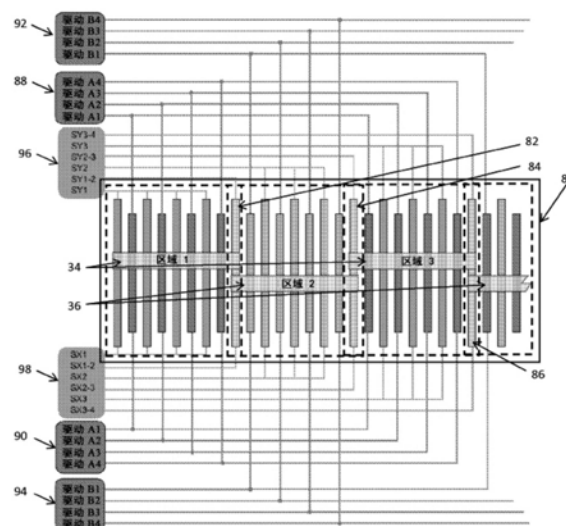 92
驱动 B4
驱动 B3
驱动 B2
驱动 B1
88
驱动 A4
驱动 A3
驱动 A2
驱动 A1
96
SY3-4
SY3
SY2-3
SY2
SY1-2
SY1
82
84
8
34
区域 1
区域 3
36
区域 2
98
SX1
SX1-2
SX2
SX2-3
SX3
SX3-4
86
90
驱动 A1
驱动 A2
驱动 A3
驱动 A4
94
驱动 B1
驱动 B2
驱动 B3
驱动 B4